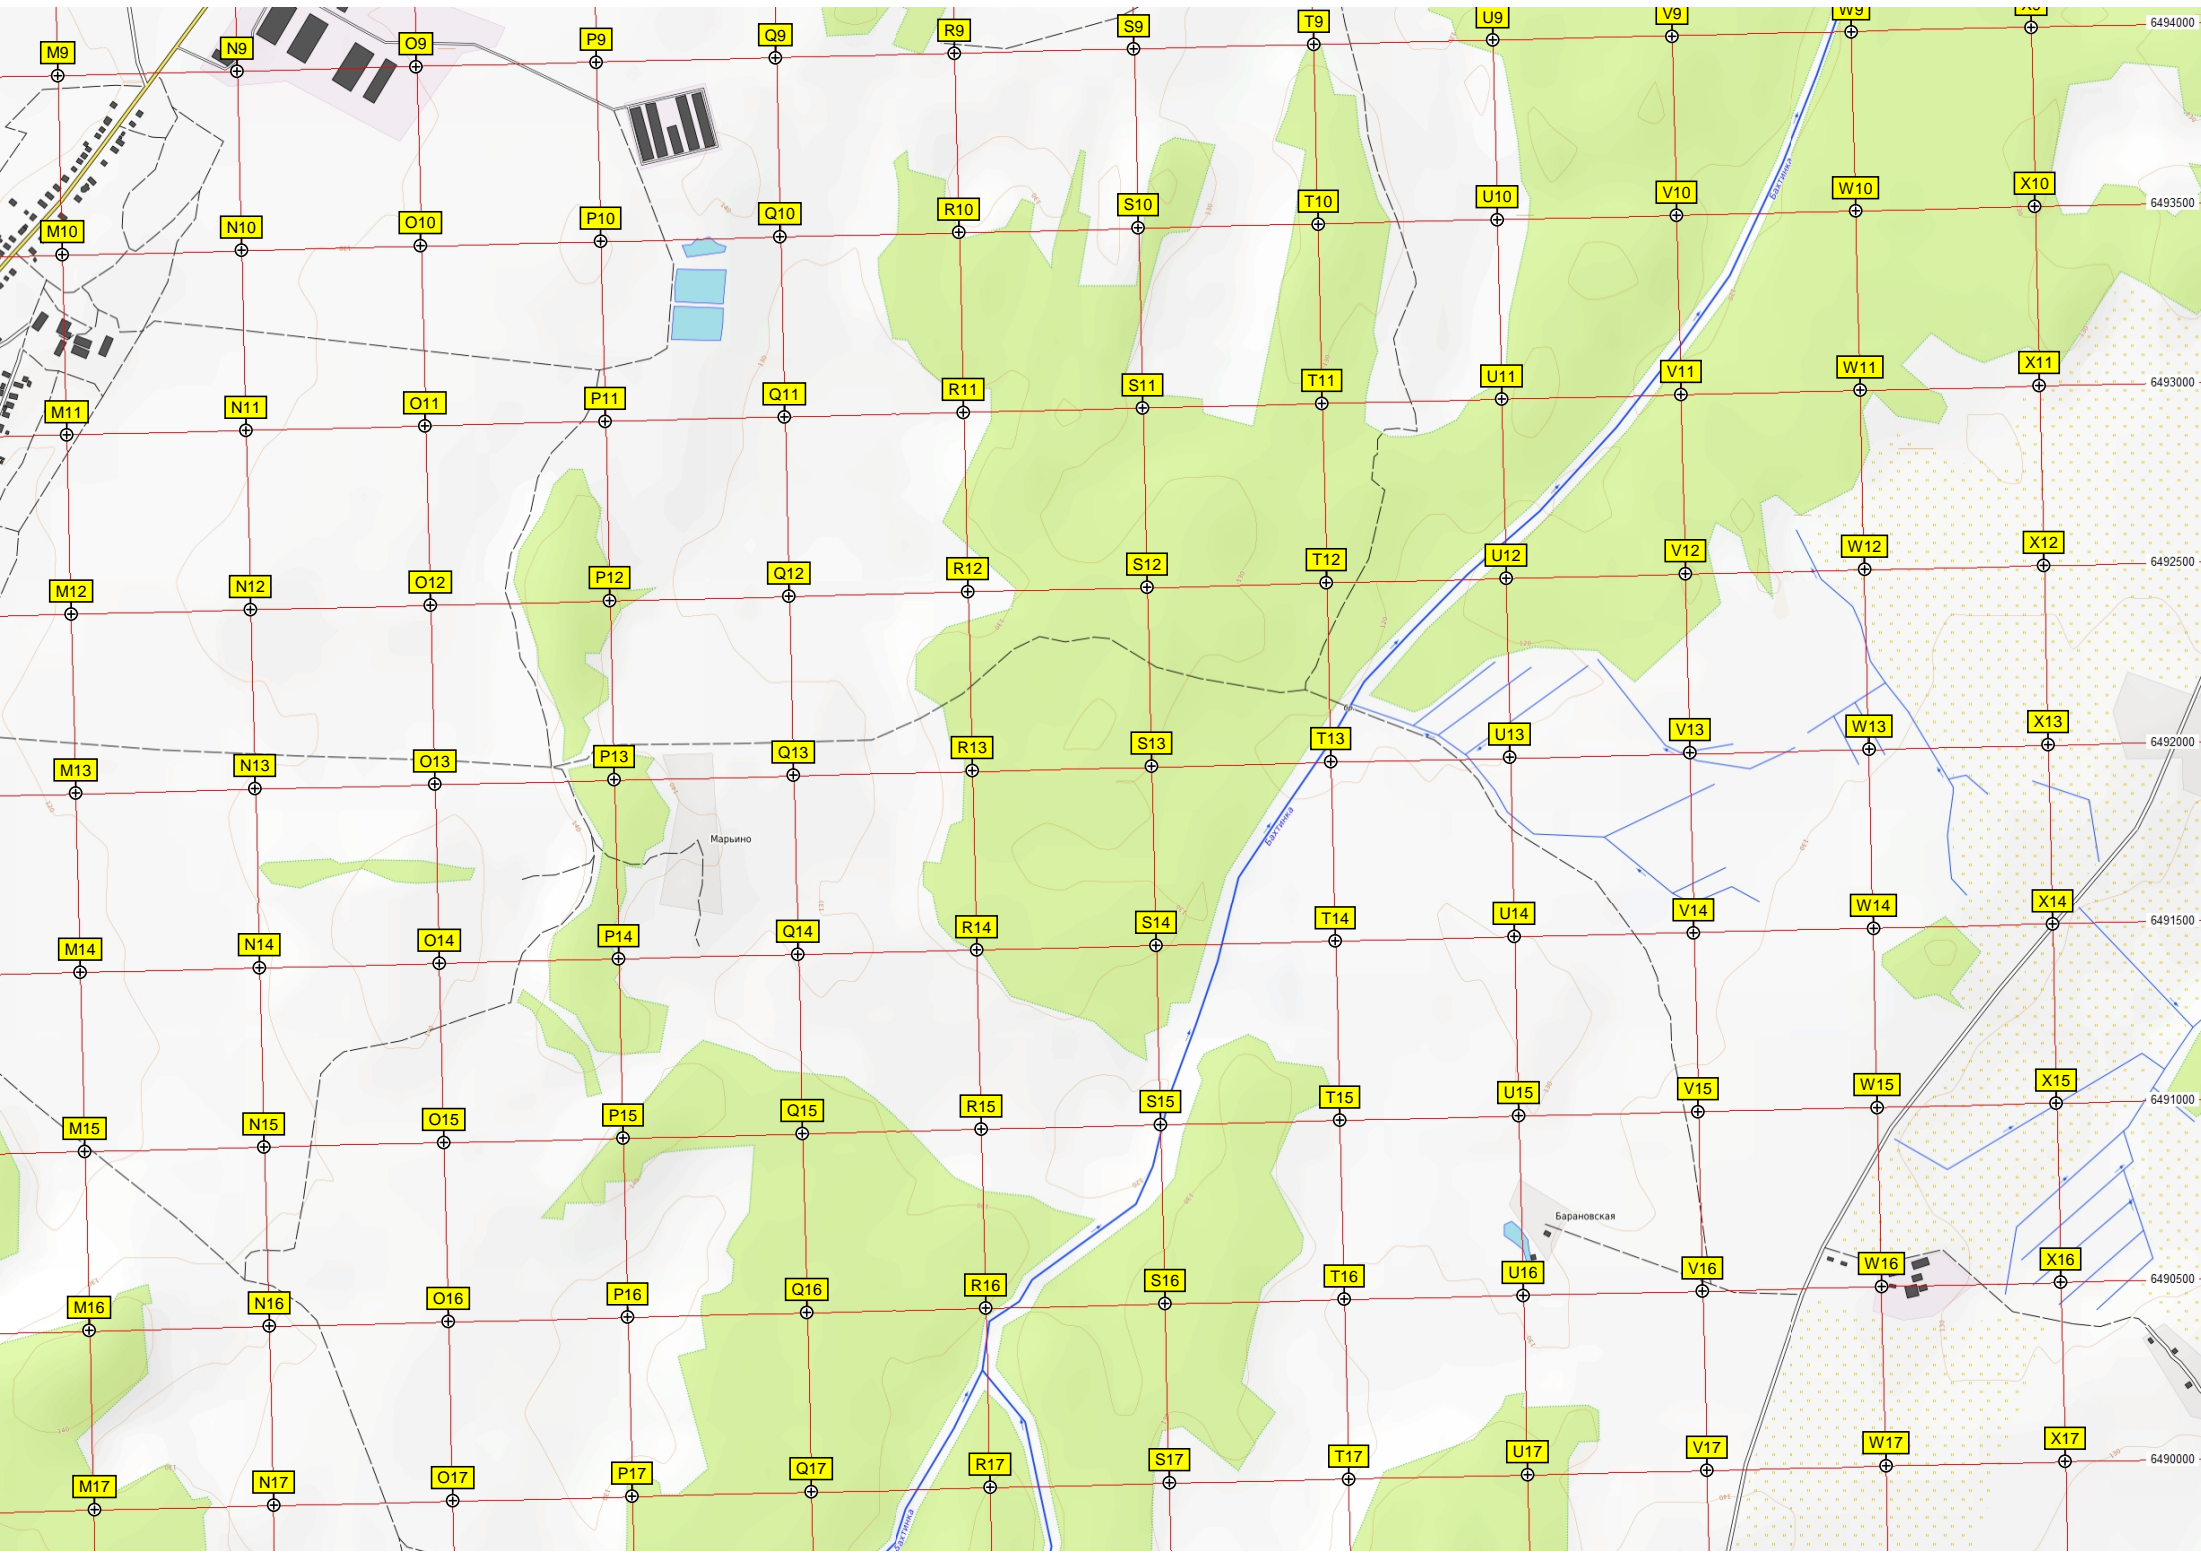 M9 N9 O9 P9 Q9 R9 S9 T9 U9 V9 W9 6494000
M10 N10 O10 P10 Q10 R10 S10 T10 U10 V10 W10 X10 6493500
Бахтинка
M11 N11 O11 P11 Q11 R11 S11 T11 U11 V11 W11 X11 6493000
M12 N12 O12 P12 Q12 R12 S12 T12 U12 V12 W12 X12 6492500
M13 N13 O13 P13 Q13 R13 S13 T13 U13 V13 W13 X13 6492000
бр
Марьино
Бахтинка
M14 N14 O14 P14 Q14 R14 S14 T14 U14 V14 W14 X14 6491500
M15 N15 O15 P15 Q15 R15 S15 T15 U15 V15 W15 X15 6491000
Барановская
M16 N16 O16 P16 Q16 R16 S16 T16 U16 V16 W16 X16 6490500
M17 N17 O17 P17 Q17 R17 S17 T17 U17 V17 W17 X17 6490000
Бахтинка